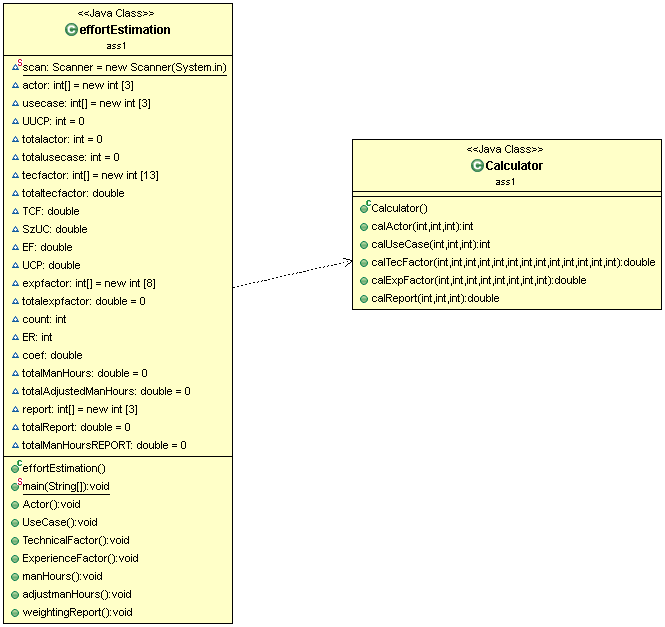 <<Java Class>>
effortEstimation
ass1
scan: Scanner = new Scanner(System.in)
actor: int[] = new int [3]
usecase: int[] = new int [3]
UUCP: int = 0
totalactor: int = 0
totalusecase: int = 0
tecfactor: int[] = new int [13]
totaltecfactor: double
TCF: double
SzUC: double
EF: double
UCP: double
expfactor: int[] = new int [8]
totalexpfactor: double = 0
count: int
ER: int
coef: double
totalManHours: double = 0
totalAdjustedManHours: double = 0
report: int[] = new int [3]
totalReport: double = 0
totalManHoursREPORT: double = 0
effortEstimation()
main(String[]):void
Actor():void
UseCase():void
TechnicalFactor():void
ExperienceFactor():void
manHours():void
adjustmanHours():void
weightingReport():void
<<Java Class>>
Calculator
ass1
Calculator()
calActor(int,int,int):int
calUseCase(int,int,int):int
calTecFactor(int,int,int,int,int,int,int,int,int,int,int,int,int):double
calExpFactor(int,int,int,int,int,int,int,int):double
calReport(int,int,int):double